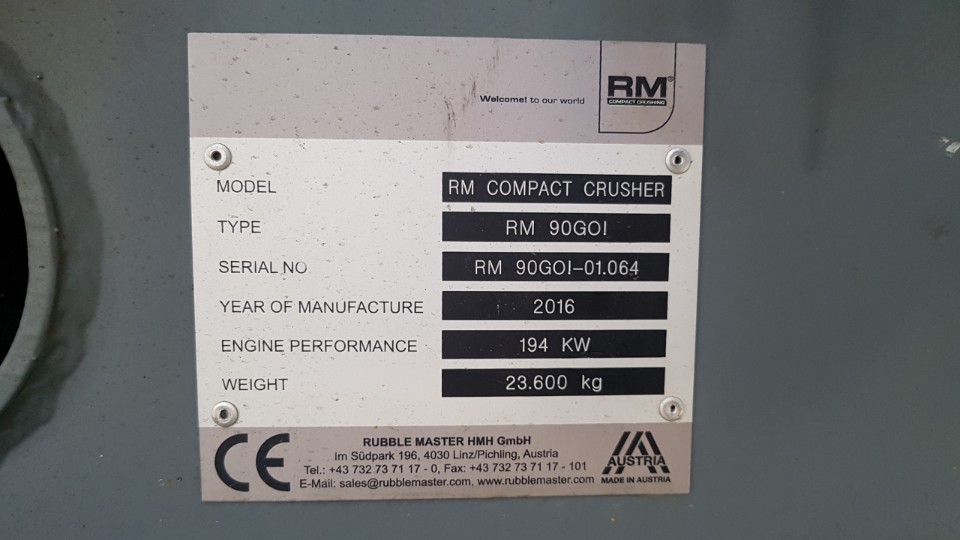 Welcome! to our world
RM®
COMPACT CRUSHING
MODEL RM COMPACT CRUSHER
TYPE RM 90GO!
SERIAL NO RM 90GO!-01.064
YEAR OF MANUFACTURE 2016
ENGINE PERFORMANCE 194 KW
WEIGHT 23.600 kg
CE
RUBBLE MASTER HMH GmbH
Im Südpark 196, 4030 Linz/Pichling, Austria
Tel.: +43 732 73 71 17 - 0, Fax: +43 732 73 71 17 - 101
E-Mail: sales@rubblemaster.com, www.rubblemaster.com
AUSTRIA
MADE IN AUSTRIA